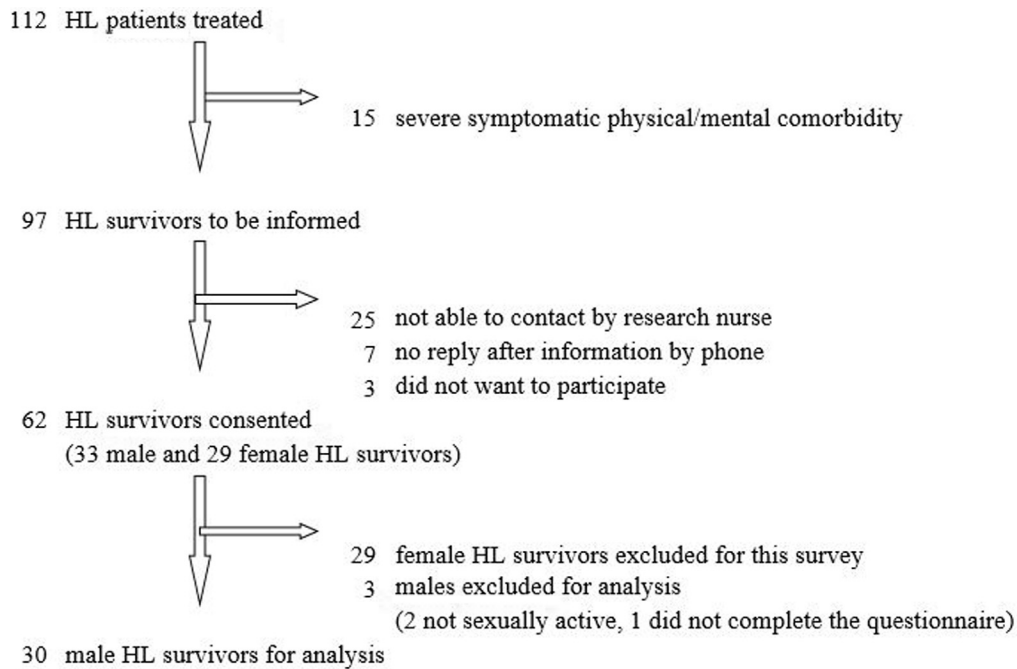 112 HL patients treated
15 severe symptomatic physical/mental comorbidity
97 HL survivors to be informed
25 not able to contact by research nurse
7 no reply after information by phone
3 did not want to participate
62 HL survivors consented
(33 male and 29 female HL survivors)
29 female HL survivors excluded for this survey
3 males excluded for analysis
(2 not sexually active, 1 did not complete the questionnaire)
30 male HL survivors for analysis